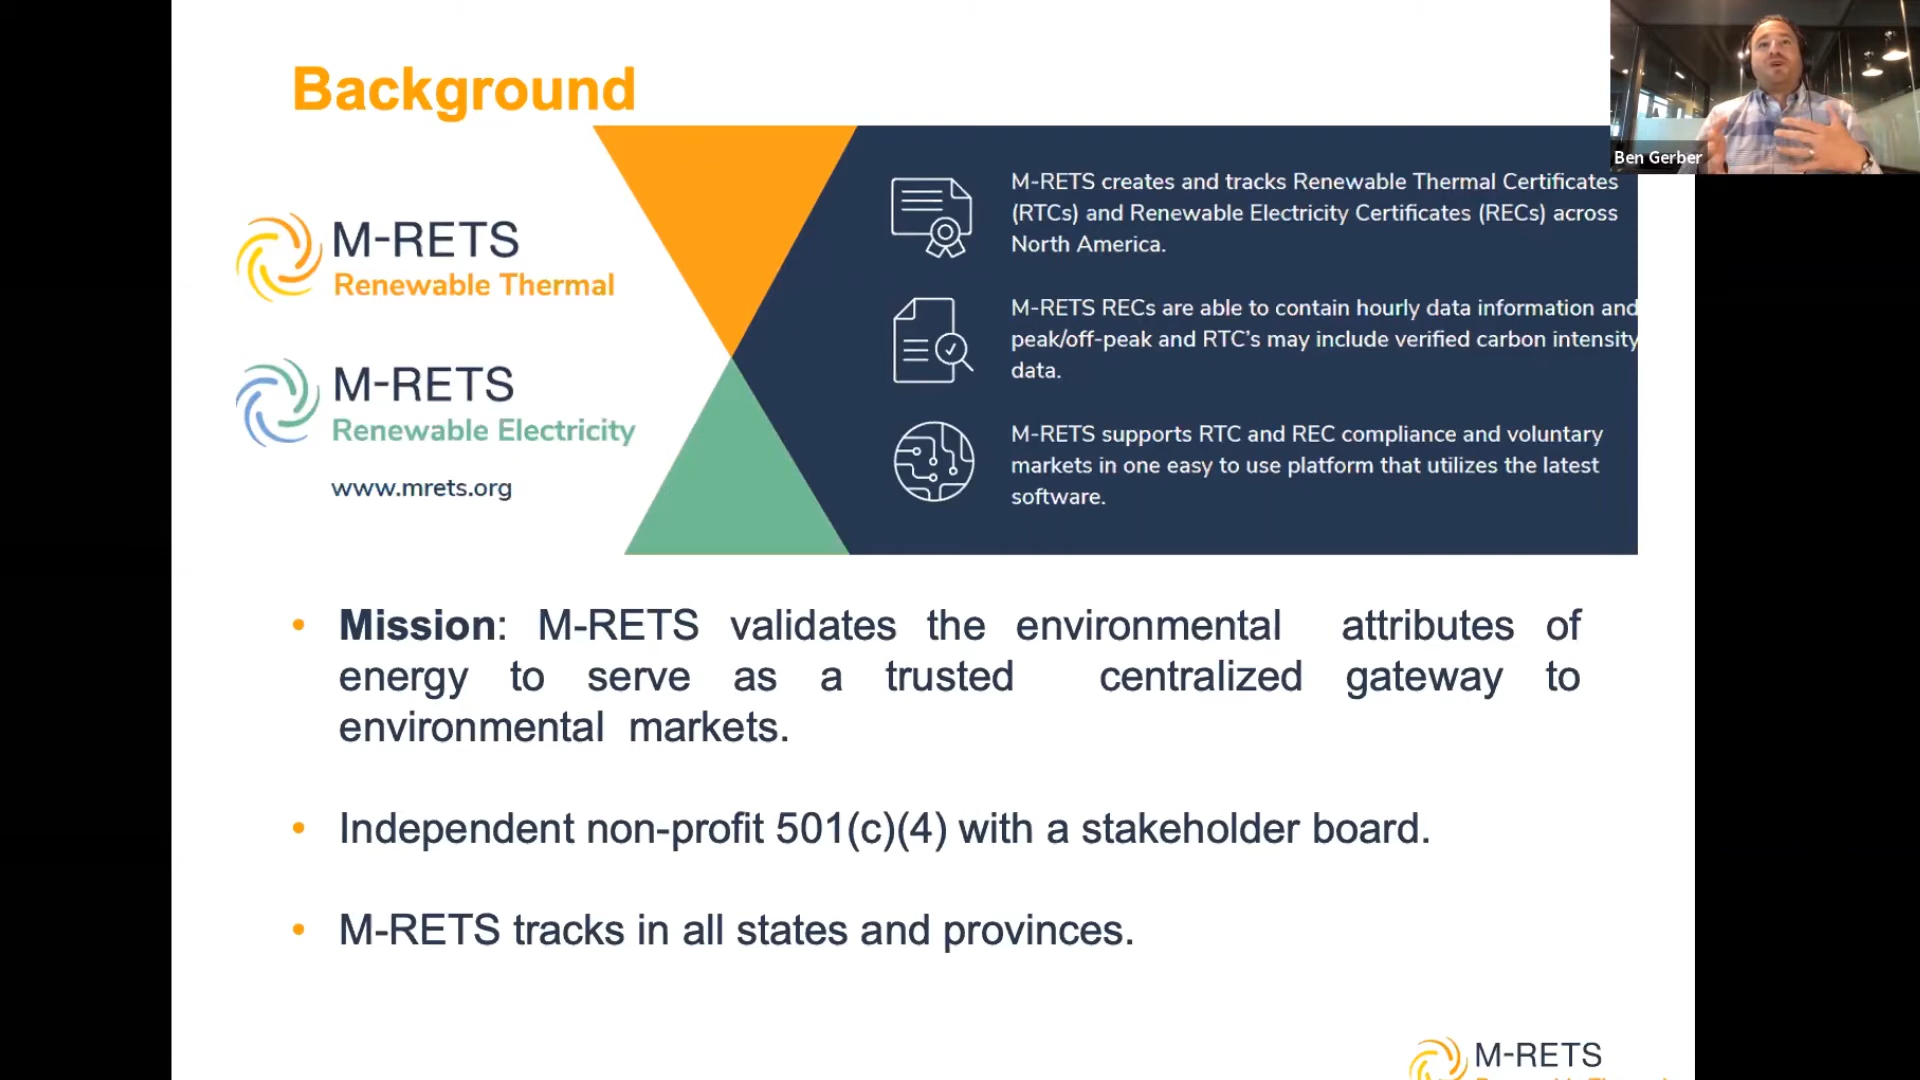 Background
Ben Gerber
M-RETS
Renewable Thermal
M-RETS
Renewable Electricity
www.mrets.org
M-RETS creates and tracks Renewable Thermal Certificates
(RTCs) and Renewable Electricity Certificates (RECs) across
North America.
M-RETS RECs are able to contain hourly data information and
peak/off-peak and RTC's may include verified carbon intensity
data.
M-RETS supports RTC and REC compliance and voluntary
markets in one easy to use platform that utilizes the latest
software.
• Mission: M-RETS validates the environmental attributes of
energy to serve as a trusted centralized gateway to
environmental markets.
• Independent non-profit 501(c)(4) with a stakeholder board.
• M-RETS tracks in all states and provinces.
M-RETS